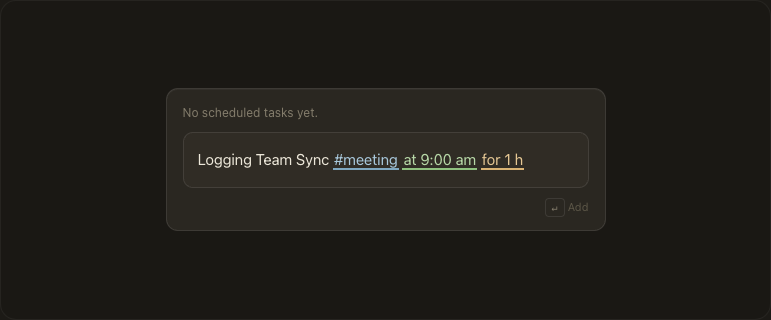 No scheduled tasks yet.
Logging Team Sync #meeting at 9:00 am for 1 h
↵ Add